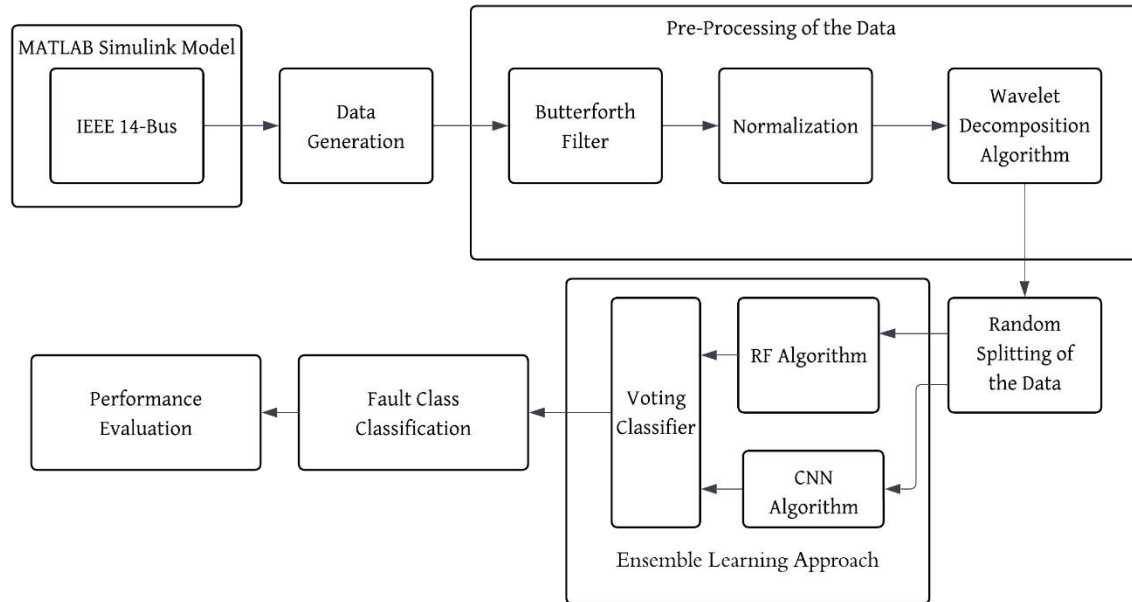 MATLAB Simulink Model
IEEE 14-Bus
Data
Generation
Pre-Processing of the Data
Butterforth
Filter
Normalization
Wavelet
Decomposition
Algorithm
Random
Splitting of
the Data
RF Algorithm
CNN
Algorithm
Voting
Classifier
Ensemble Learning Approach
Fault Class
Classification
Performance
Evaluation